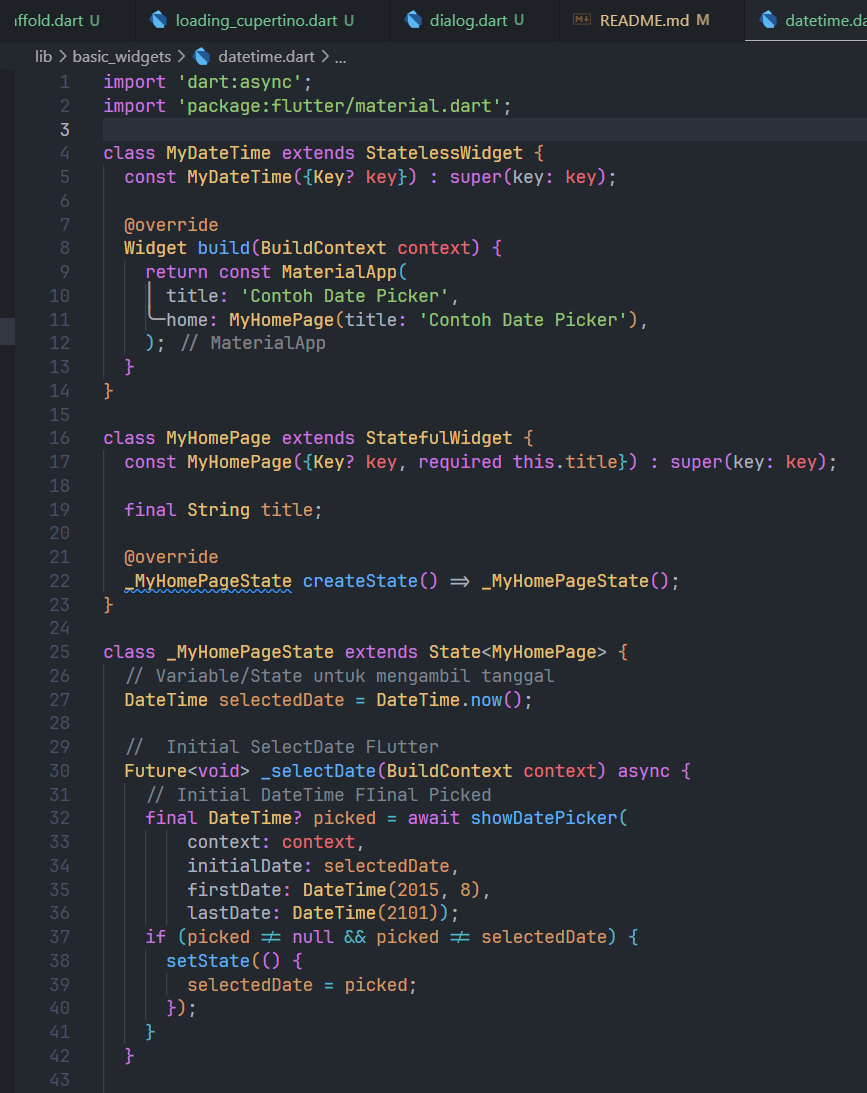 ffold.dart U loading_cupertino.dart U dialog.dart U README.md M datetime.da
lib > basic_widgets > datetime.dart > ...
1 import 'dart:async';
2 import 'package:flutter/material.dart';
3
4 class MyDateTime extends StatelessWidget {
5   const MyDateTime({Key? key}) : super(key: key);
6
7   @override
8   Widget build(BuildContext context) {
9     return const MaterialApp(
10       title: 'Contoh Date Picker',
11       home: MyHomePage(title: 'Contoh Date Picker'),
12     ); // MaterialApp
13   }
14 }
15
16 class MyHomePage extends StatefulWidget {
17   const MyHomePage({Key? key, required this.title}) : super(key: key);
18
19   final String title;
20
21   @override
22   _MyHomePageState createState() => _MyHomePageState();
23 }
24
25 class _MyHomePageState extends State<MyHomePage> {
26   // Variable/State untuk mengambil tanggal
27   DateTime selectedDate = DateTime.now();
28
29   //  Initial SelectDate FLutter
30   Future<void> _selectDate(BuildContext context) async {
31     // Initial DateTime FIinal Picked
32     final DateTime? picked = await showDatePicker(
33         context: context,
34         initialDate: selectedDate,
35         firstDate: DateTime(2015, 8),
36         lastDate: DateTime(2101));
37     if (picked != null && picked != selectedDate) {
38       setState(() {
39         selectedDate = picked;
40       });
41     }
42   }
43